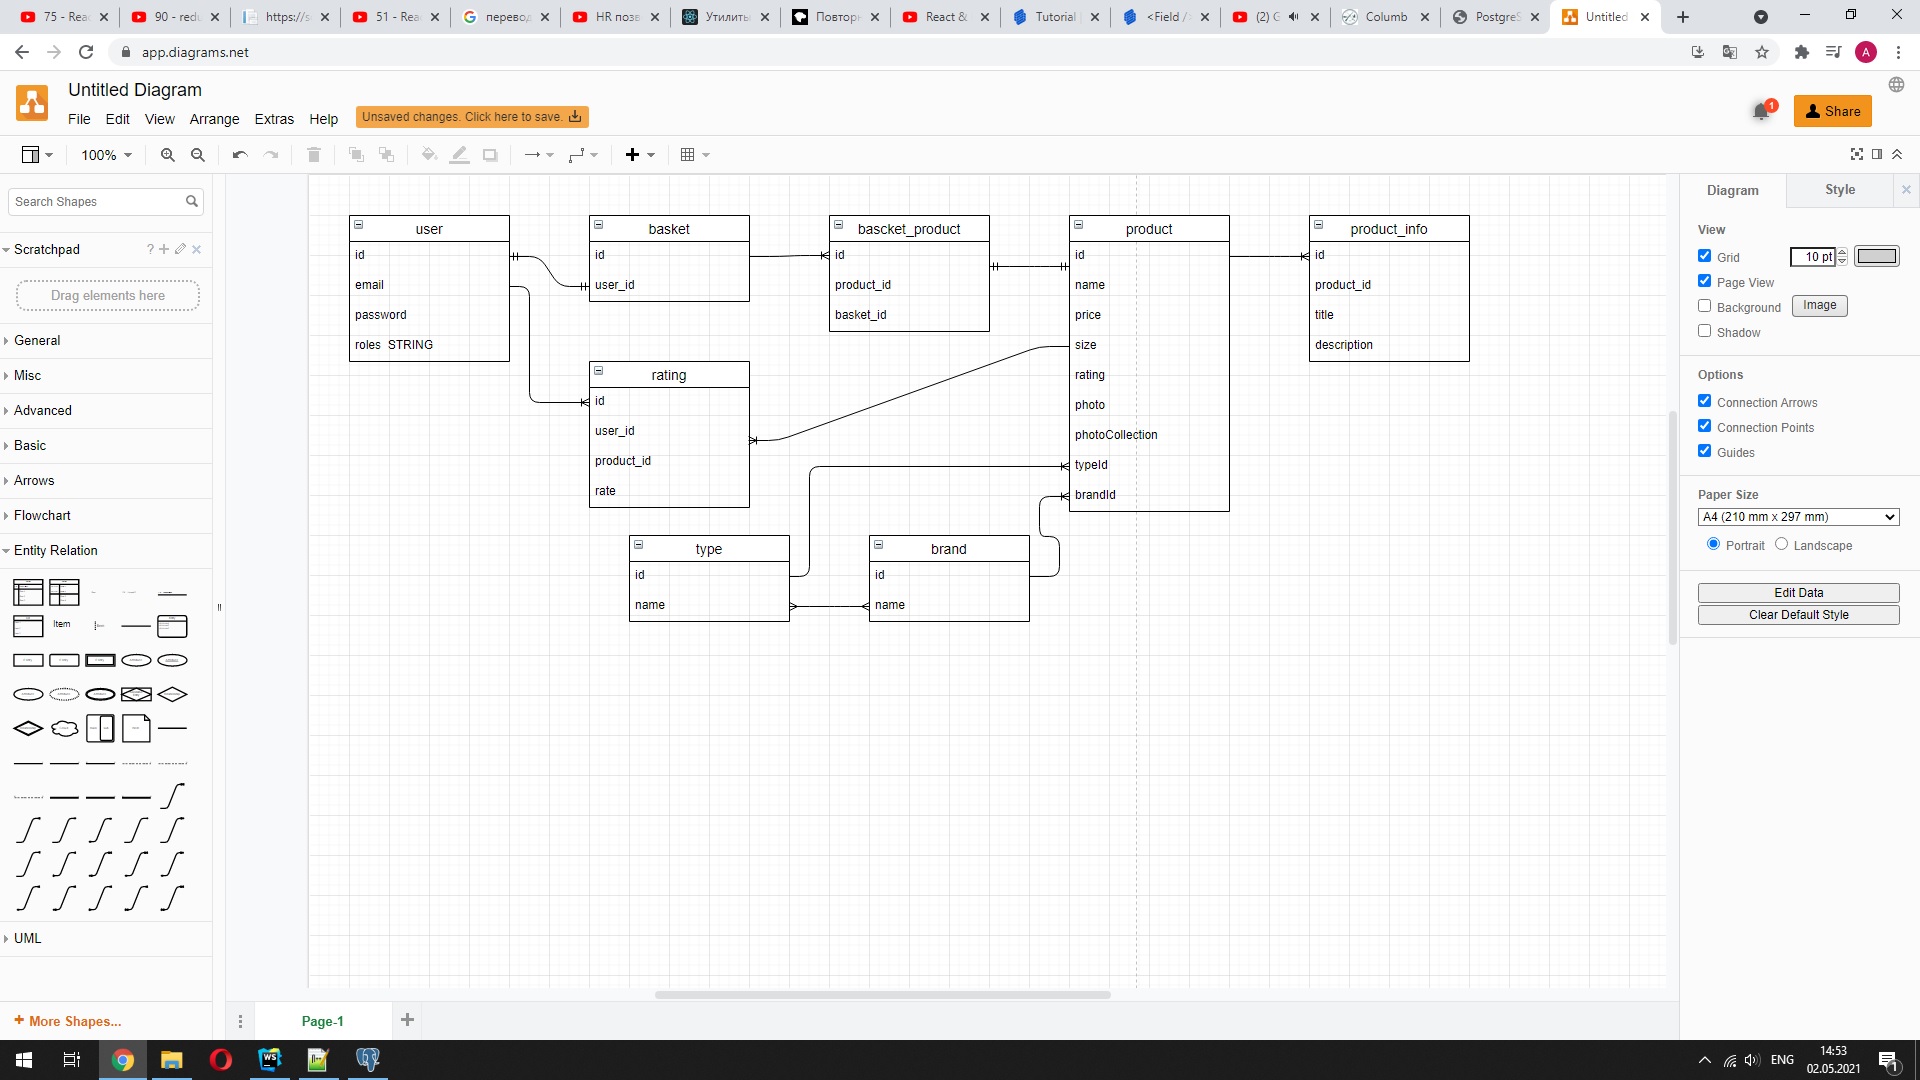 75 - Rea
90 - redu
https://s
51 - Rea
перевод
HR позв
Утилиты
Повтор
React &
Tutorial
<Field /
(2) G
Columb
PostgreS
Untitled
app.diagrams.net
A
Untitled Diagram
File Edit View Arrange Extras Help
Unsaved changes. Click here to save.
1
Share
100%
Search Shapes
Scratchpad
?
Drag elements here
General
Misc
Advanced
Basic
Arrows
Flowchart
Entity Relation
Item
UML
+ More Shapes...
user
id
email
password
roles STRING
basket
id
user_id
bascket_product
id
product_id
basket_id
product
id
name
price
size
rating
photo
photoCollection
typeId
brandId
product_info
id
product_id
title
description
rating
id
user_id
product_id
rate
type
id
name
brand
id
name
Page-1
Diagram
Style
View
Grid
10 pt
Page View
Background
Image
Shadow
Options
Connection Arrows
Connection Points
Guides
Paper Size
A4 (210 mm x 297 mm)
Portrait
Landscape
Edit Data
Clear Default Style
WS
ENG
14:53
02.05.2021
1